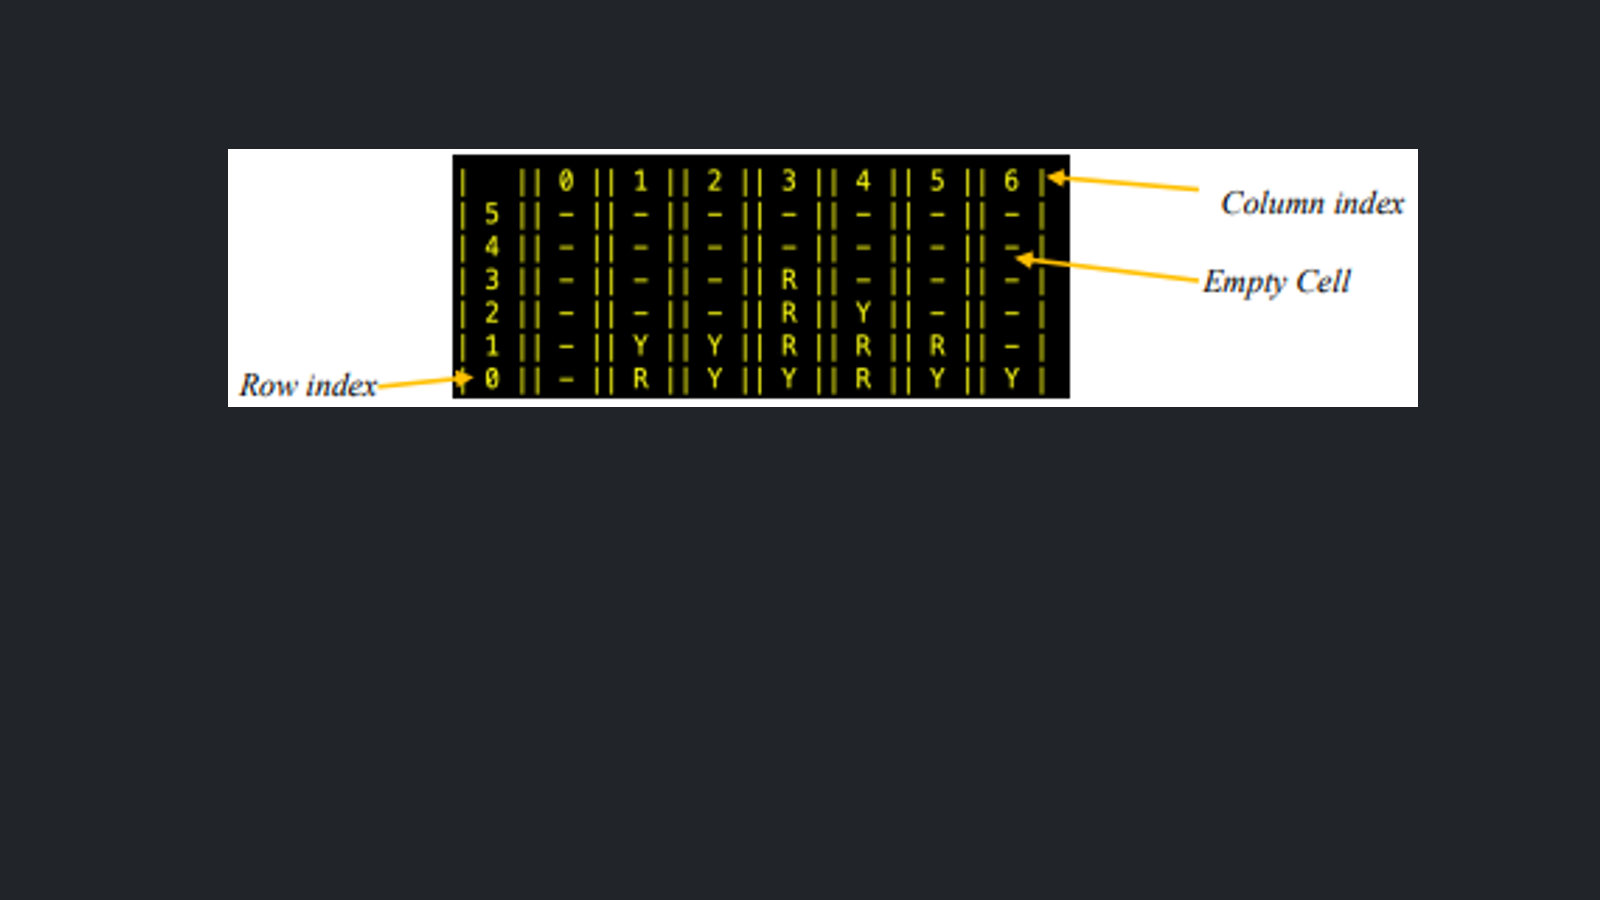 |   || 0 || 1 || 2 || 3 || 4 || 5 || 6 |
Column index
| 5 || – || – || – || – || – || – || – |
| 4 || – || – || – || – || – || – || – |
| 3 || – || – || – || R || – || – || – |
Empty Cell
| 2 || – || – || – || R || Y || – || – |
| 1 || – || Y || Y || R || R || R || – |
Row index
| 0 || – || R || Y || Y || R || Y || Y |